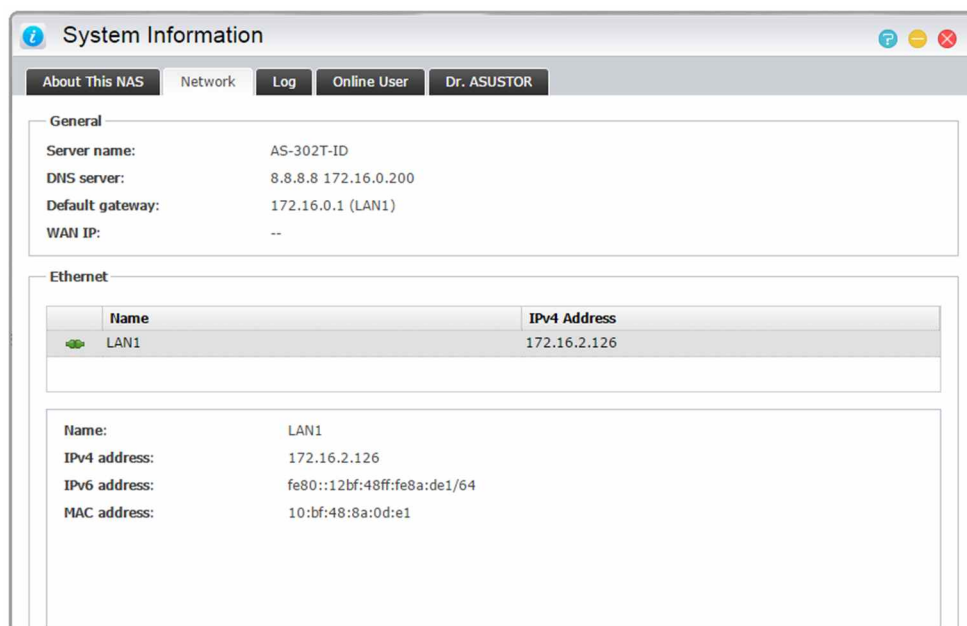 System Information
About This NAS Network Log Online User Dr. ASUSTOR
General
Server name: AS-302T-ID
DNS server: 8.8.8.8 172.16.0.200
Default gateway: 172.16.0.1 (LAN1)
WAN IP: --
Ethernet
Name IPv4 Address
LAN1 172.16.2.126
Name: LAN1
IPv4 address: 172.16.2.126
IPv6 address: fe80::12bf:48ff:fe8a:de1/64
MAC address: 10:bf:48:8a:0d:e1